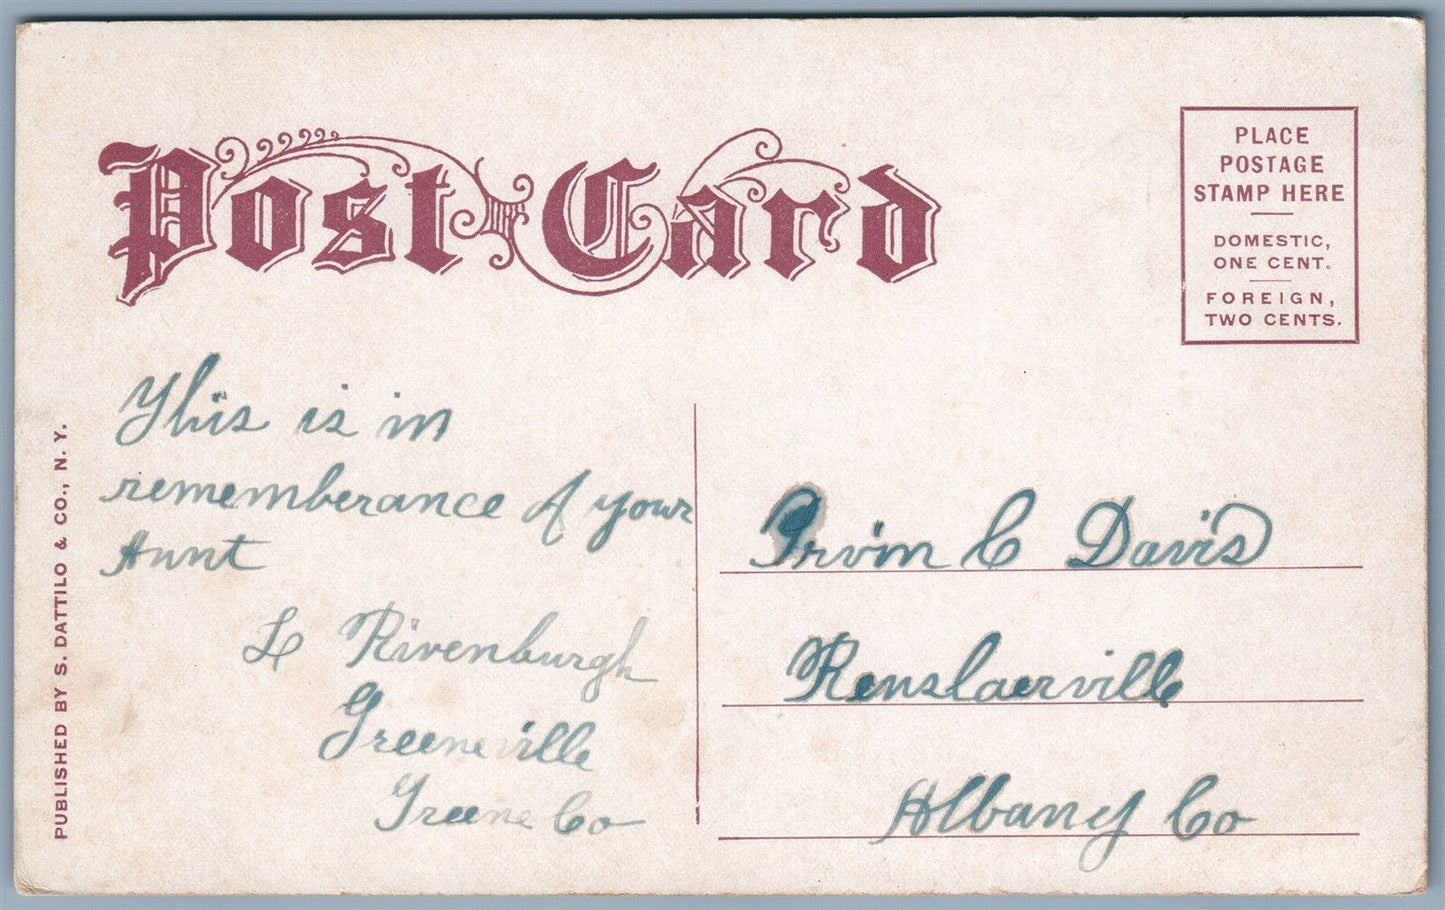 Post Card
PLACE
POSTAGE
STAMP HERE
DOMESTIC,
ONE CENT.
FOREIGN,
TWO CENTS.
This is in
rememberance of your
Aunt
L Rivenburgh
Greeneville
Greene Co
Irvin C Davis
Renslaerville
Albany Co
PUBLISHED BY S. DATTILO & CO., N. Y.